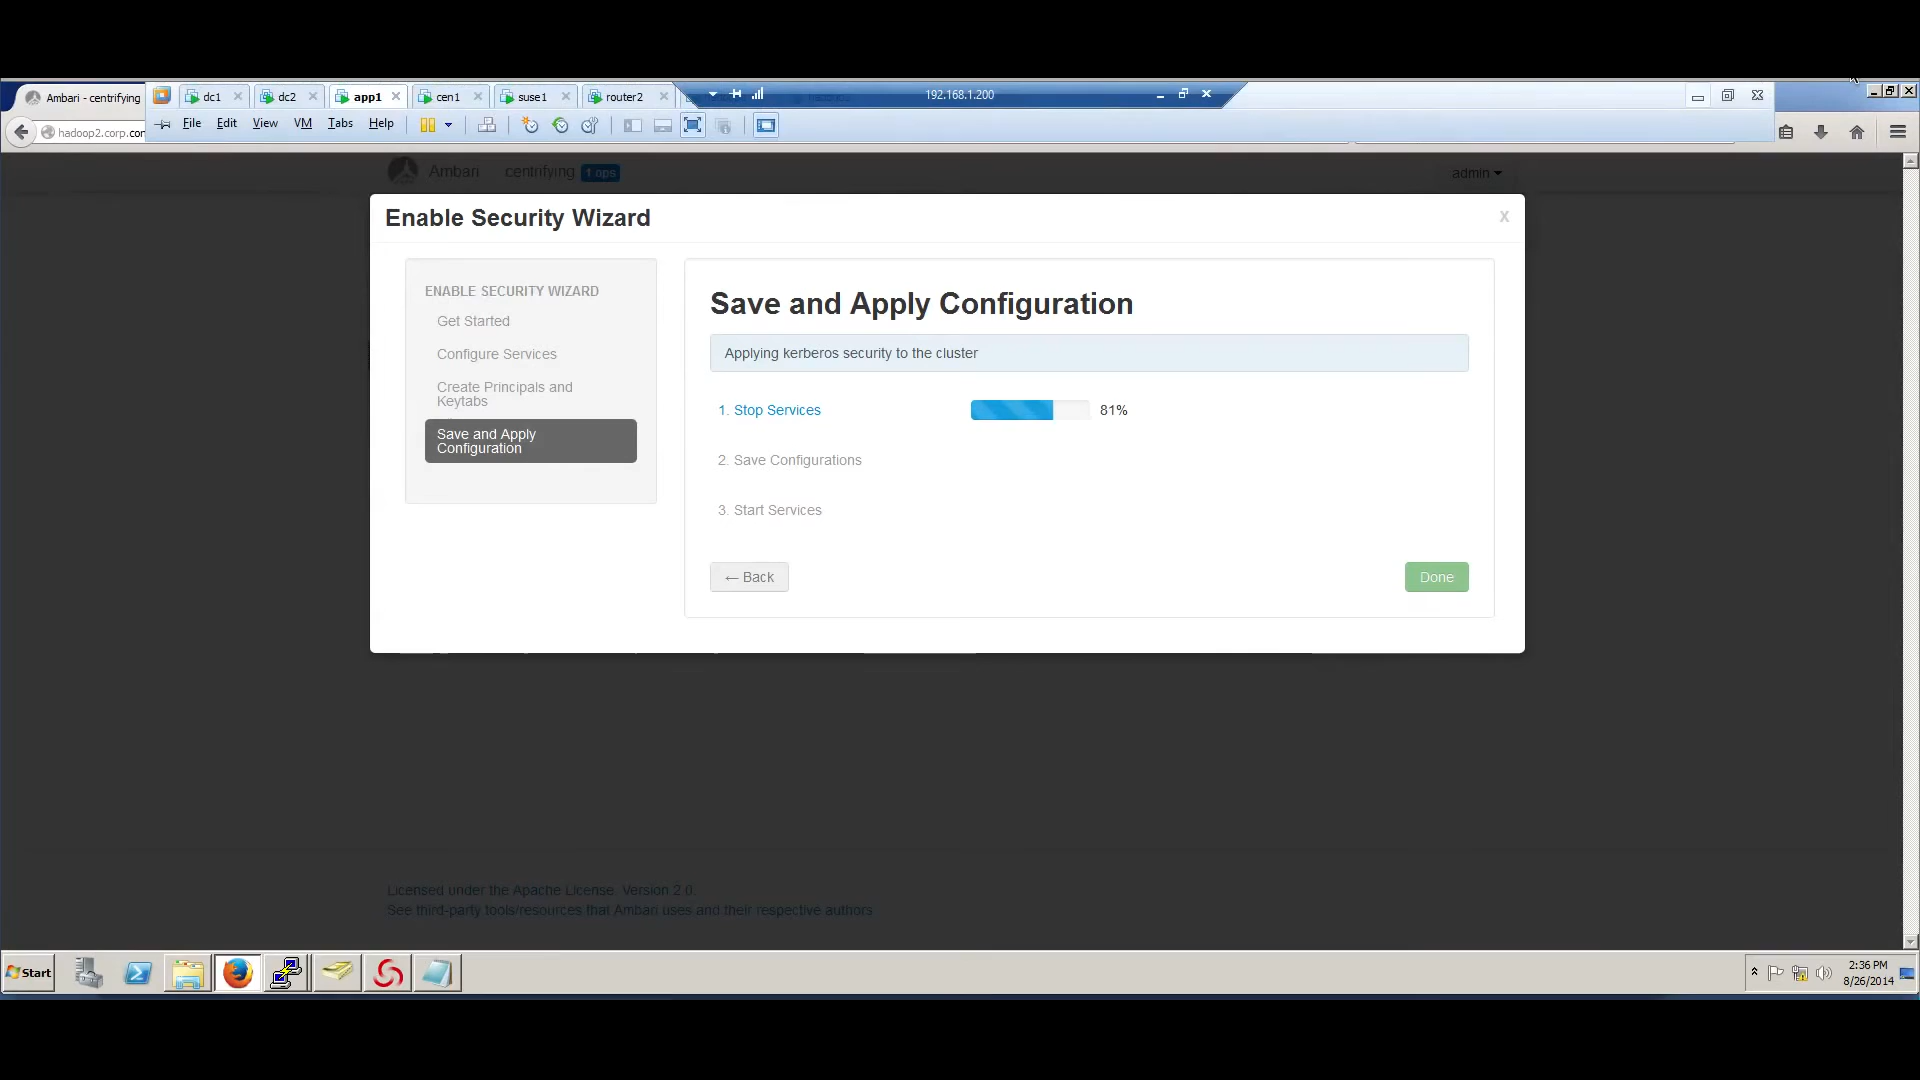 Ambari - centrifying
dc1
dc2
app1
cen1
suse1
router2
192.168.1.200
hadoop2.corp.con
File Edit View VM Tabs Help
Ambari centrifying 1 ops
admin
Enable Security Wizard
X
ENABLE SECURITY WIZARD
Get Started
Configure Services
Create Principals and
Keytabs
Save and Apply
Configuration
Save and Apply Configuration
Applying kerberos security to the cluster
1. Stop Services 81%
2. Save Configurations
3. Start Services
← Back
Done
Licensed under the Apache License, Version 2.0.
See third-party tools/resources that Ambari uses and their respective authors
Start
2:36 PM
8/26/2014